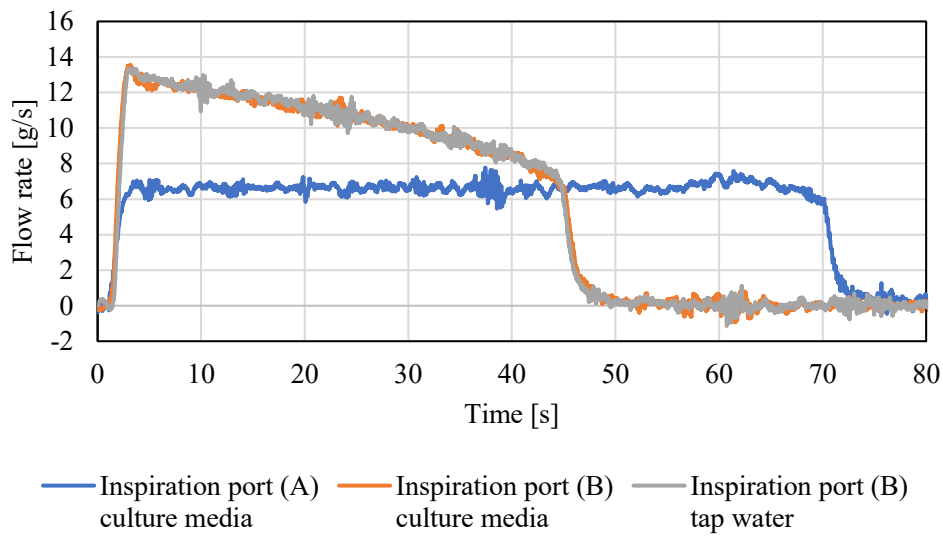 16
14
12
10
8
6
4
2
0
-2
Flow rate [g/s]
0 10 20 30 40 50 60 70 80
Time [s]
Inspiration port (A)
culture media
Inspiration port (B)
culture media
Inspiration port (B)
tap water